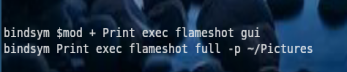 bindsym $mod + Print exec flameshot gui
bindsym Print exec flameshot full -p ~/Pictures